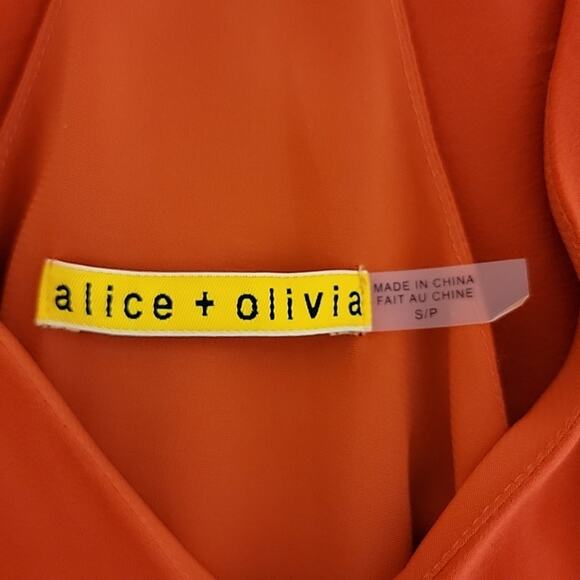 alice + olivia
MADE IN CHINA
FAIT AU CHINE
S/P